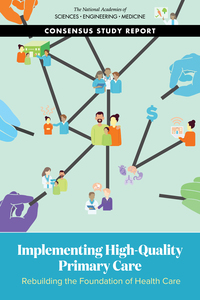 The National Academies of
SCIENCES • ENGINEERING • MEDICINE
CONSENSUS STUDY REPORT
$
Implementing High-Quality
Primary Care
Rebuilding the Foundation of Health Care